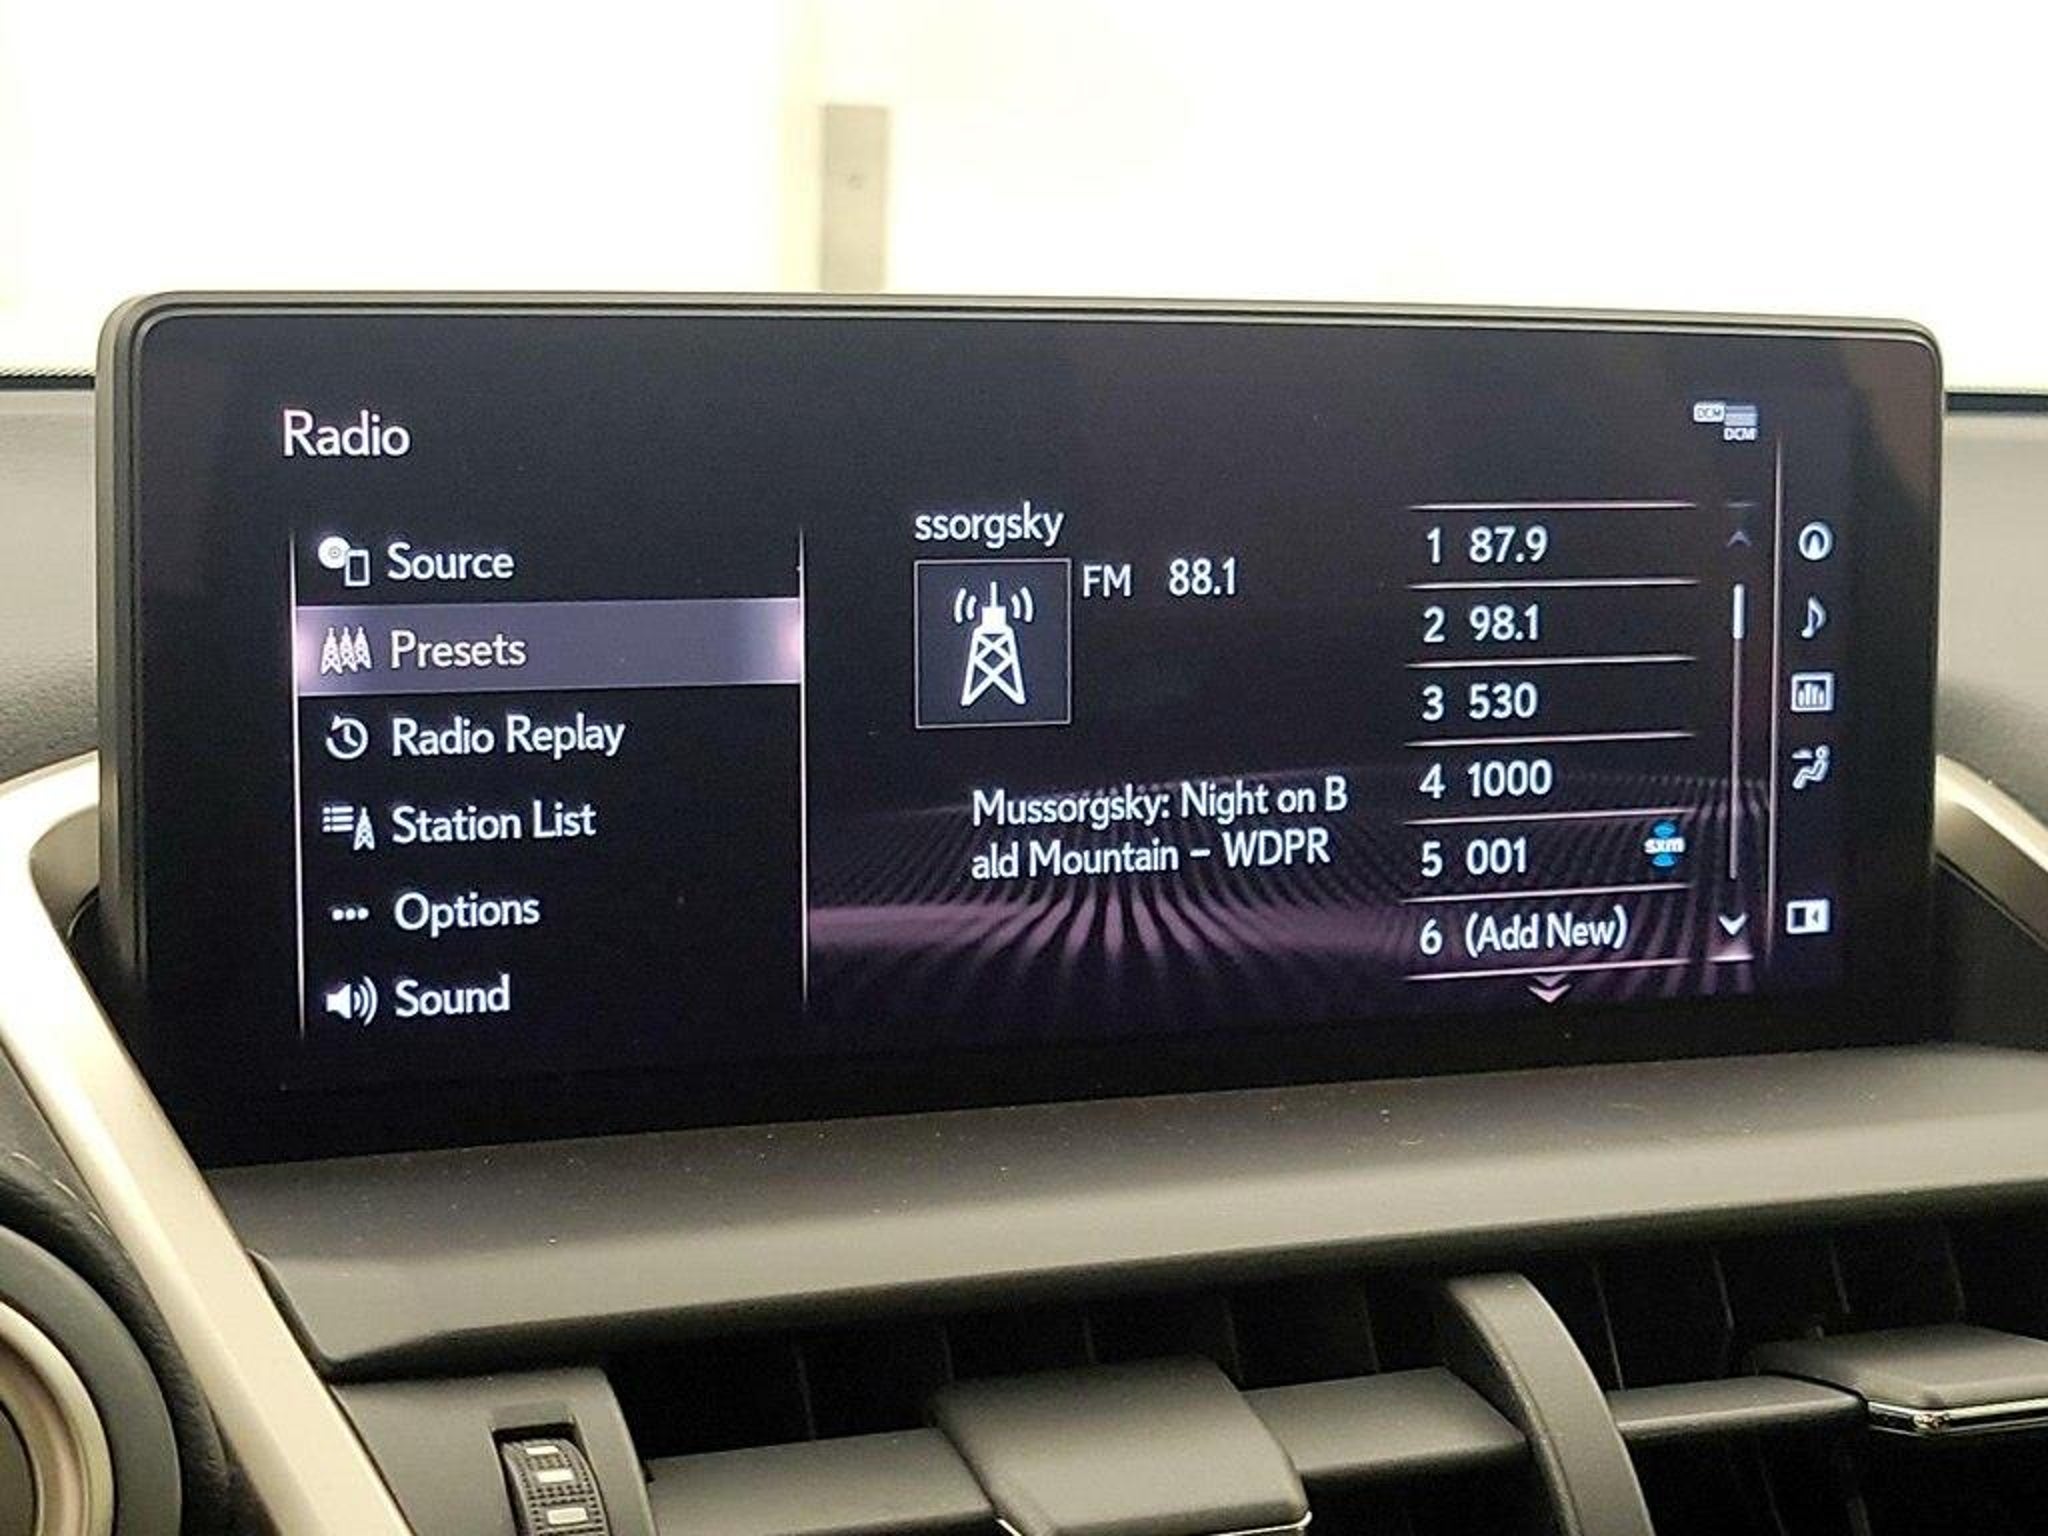 Radio
DCM
DCM
Source
Presets
Radio Replay
Station List
Options
Sound
ssorgsky
FM 88.1
Mussorgsky: Night on B
ald Mountain – WDPR
1 87.9
2 98.1
3 530
4 1000
5 001 sxm
6 (Add New)